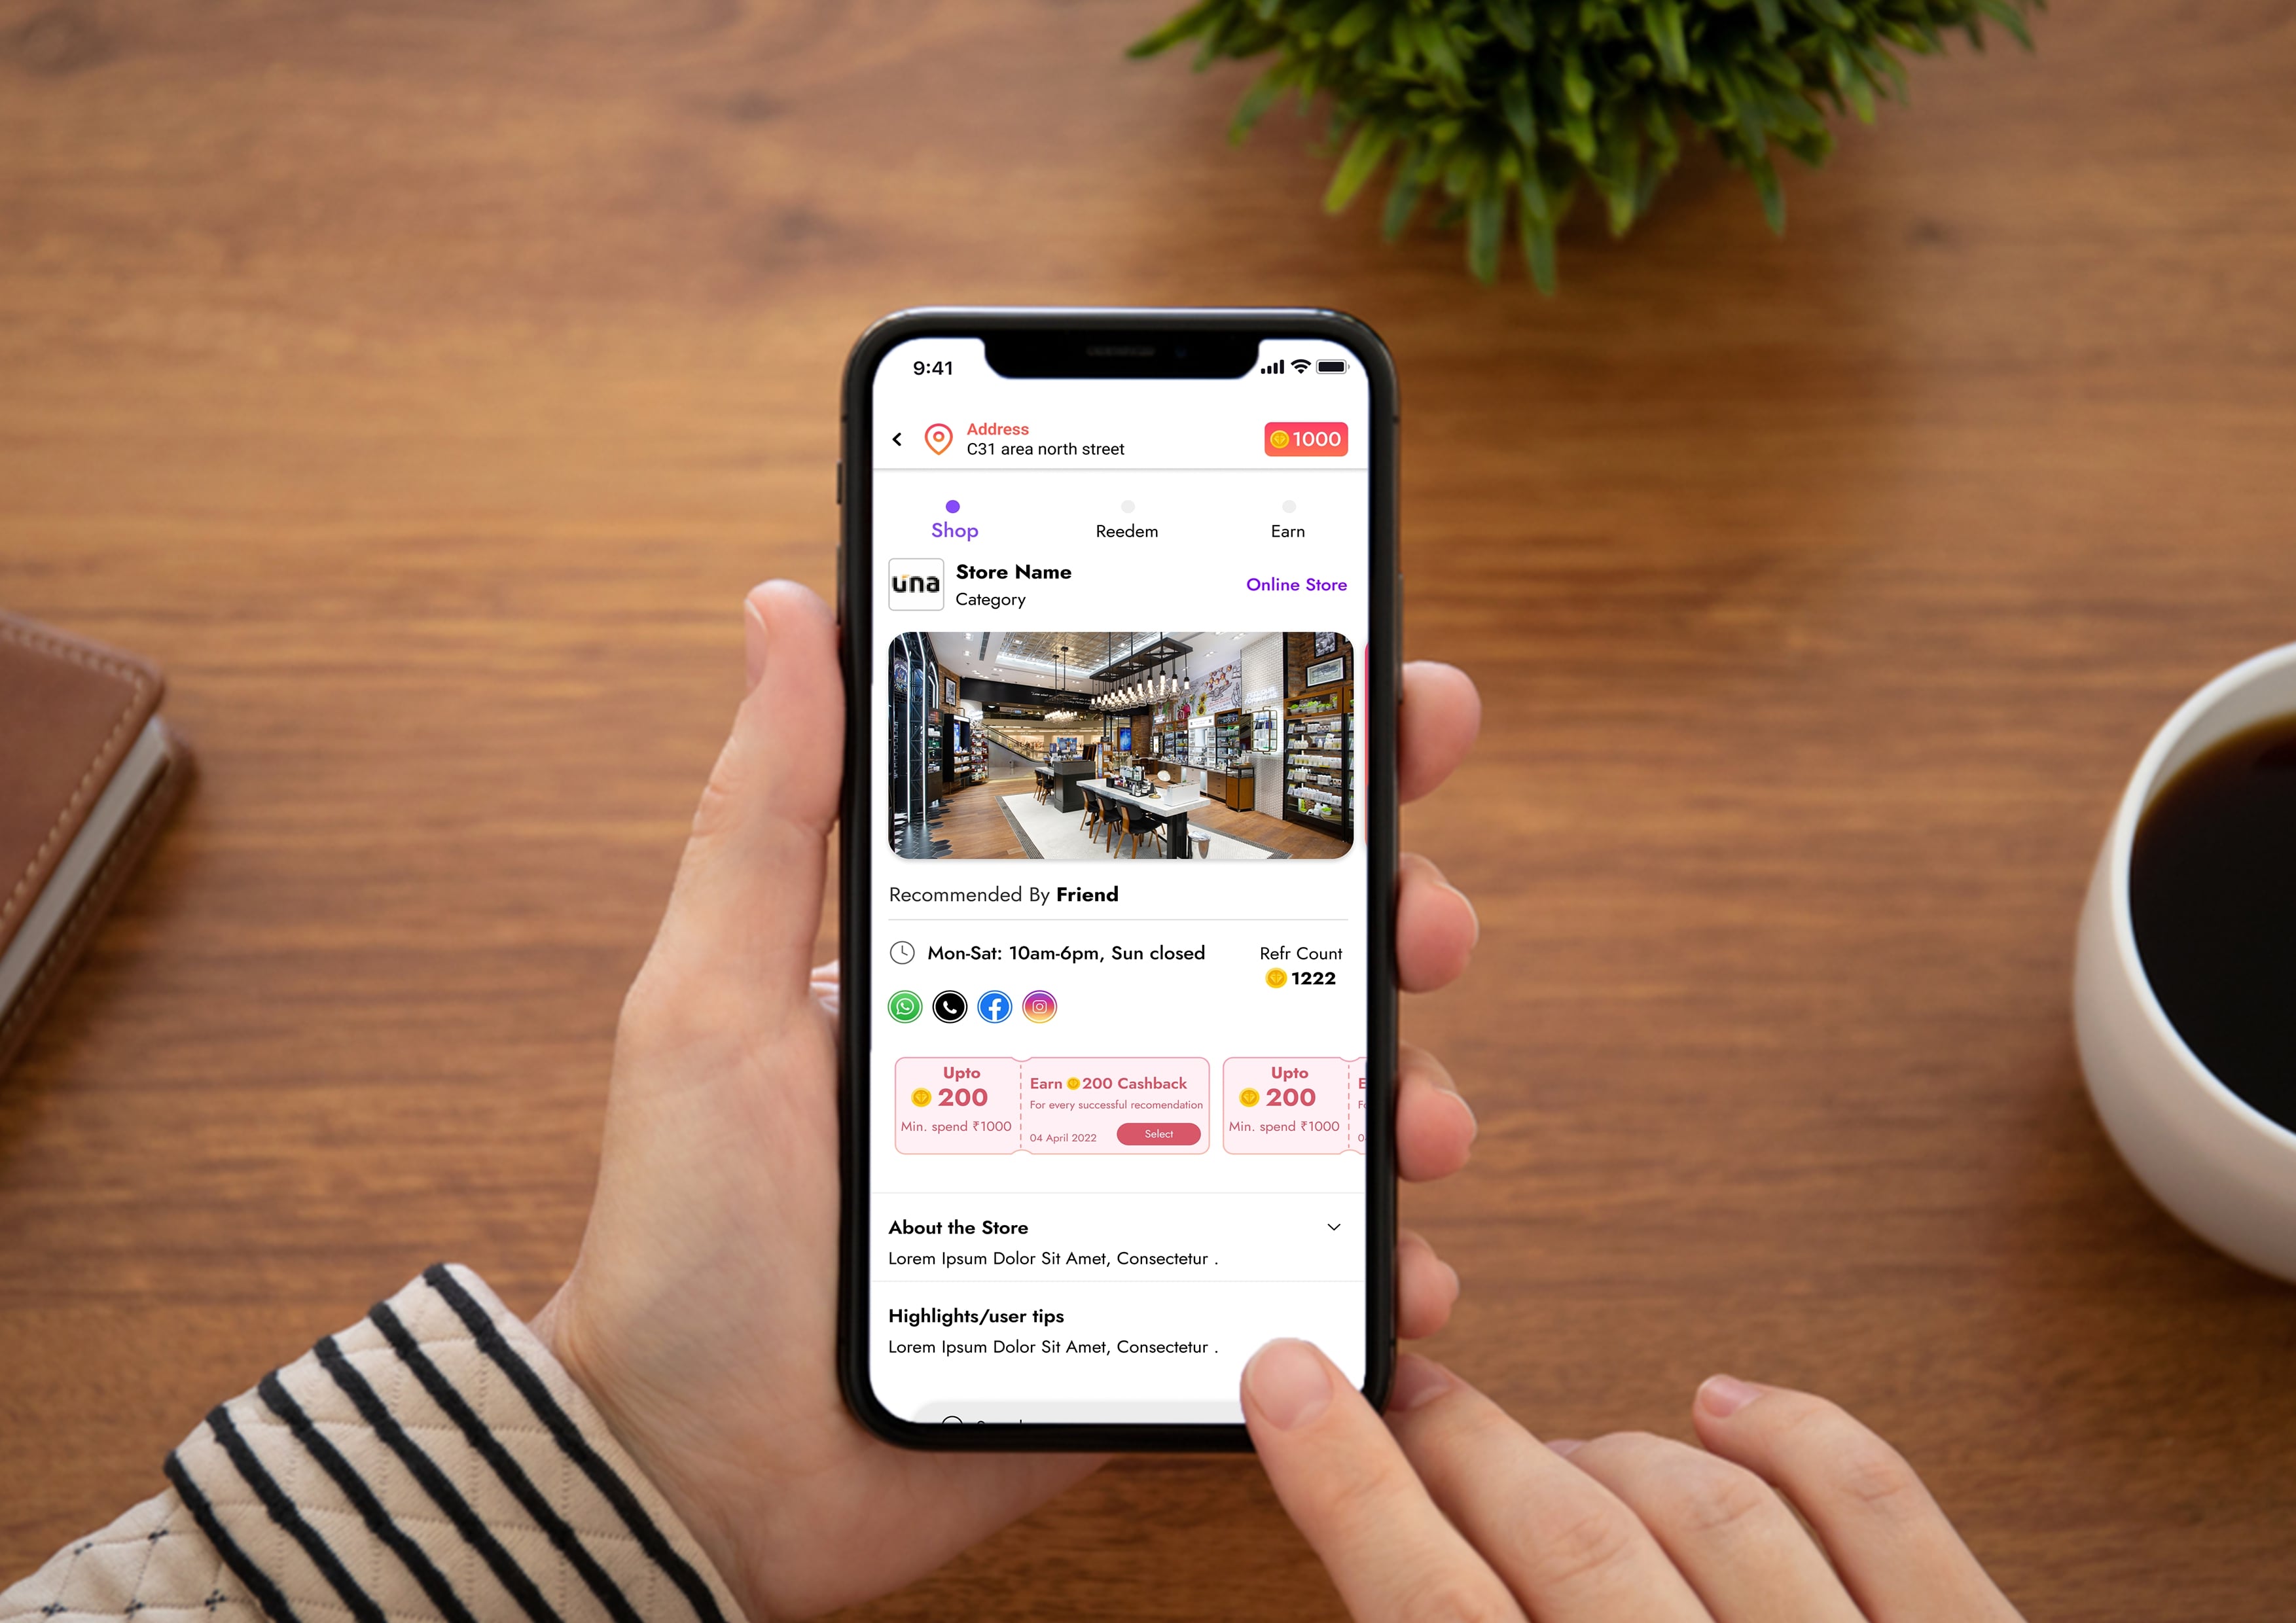 9:41
Address
C31 area north street
1000
Shop
Reedem
Earn
una
Store Name
Category
Online Store
Recommended By Friend
Mon-Sat: 10am-6pm, Sun closed
Refr Count
1222
Upto
200
Min. spend ₹1000
Earn 200 Cashback
For every successful recomendation
04 April 2022
Select
Upto
200
Min. spend ₹1000
About the Store
Lorem Ipsum Dolor Sit Amet, Consectetur .
Highlights/user tips
Lorem Ipsum Dolor Sit Amet, Consectetur .